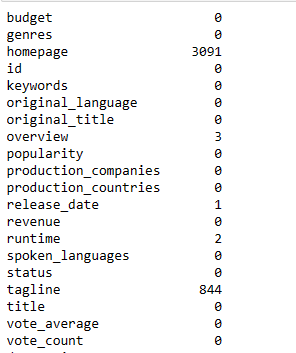 budget 0
genres 0
homepage 3091
id 0
keywords 0
original_language 0
original_title 0
overview 3
popularity 0
production_companies 0
production_countries 0
release_date 1
revenue 0
runtime 2
spoken_languages 0
status 0
tagline 844
title 0
vote_average 0
vote_count 0